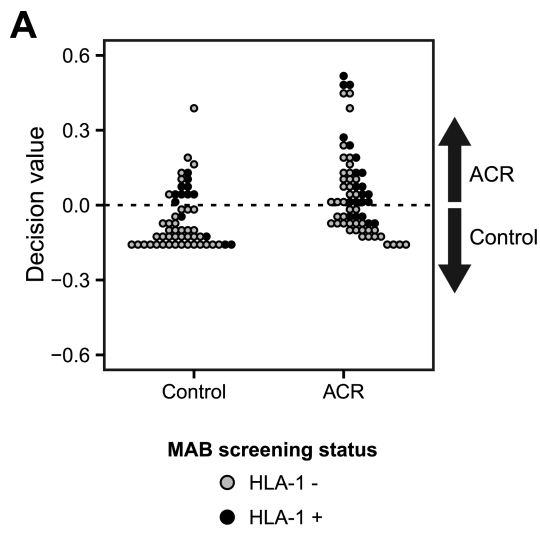 A
0.6
0.3
0.0
−0.3
−0.6
Decision value
ACR
Control
Control
ACR
MAB screening status
HLA-1 -
HLA-1 +